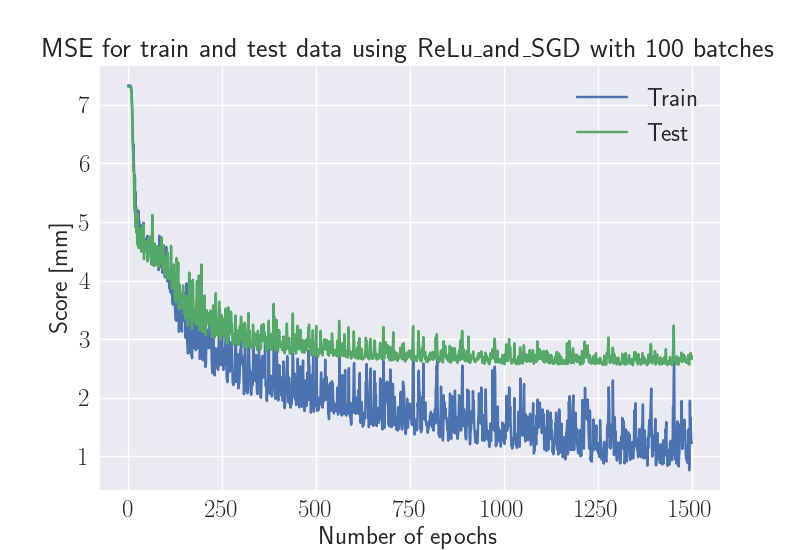 MSE for train and test data using ReLu_and_SGD with 100 batches
Train
Test
7
6
5
4
3
2
1
Score [mm]
0 250 500 750 1000 1250 1500
Number of epochs